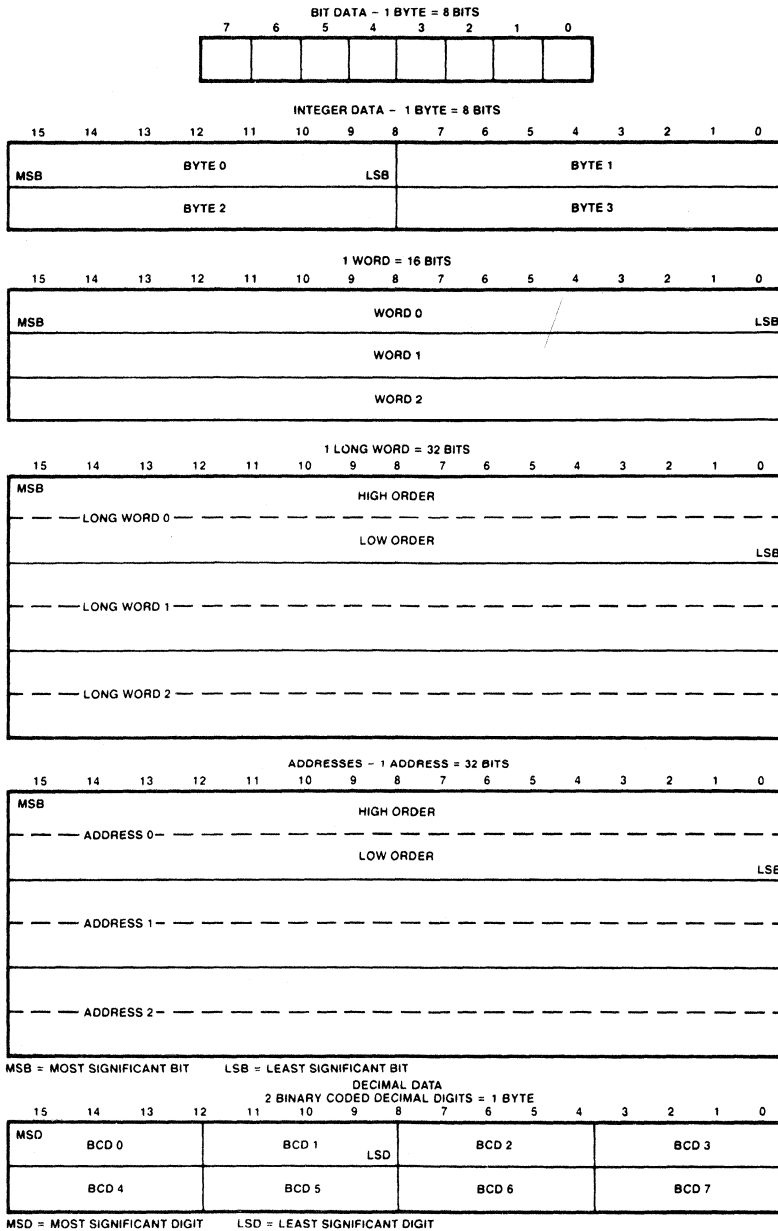 BIT DATA – 1 BYTE = 8 BITS
7 6 5 4 3 2 1 0
INTEGER DATA – 1 BYTE = 8 BITS
15 14 13 12 11 10 9 8 7 6 5 4 3 2 1 0
MSB BYTE 0 LSB BYTE 1
BYTE 2 BYTE 3
1 WORD = 16 BITS
15 14 13 12 11 10 9 8 7 6 5 4 3 2 1 0
MSB WORD 0 LSB
WORD 1
WORD 2
1 LONG WORD = 32 BITS
15 14 13 12 11 10 9 8 7 6 5 4 3 2 1 0
MSB HIGH ORDER
LONG WORD 0
LOW ORDER LSB
LONG WORD 1
LONG WORD 2
ADDRESSES – 1 ADDRESS = 32 BITS
15 14 13 12 11 10 9 8 7 6 5 4 3 2 1 0
MSB HIGH ORDER
ADDRESS 0
LOW ORDER LSB
ADDRESS 1
ADDRESS 2
MSB = MOST SIGNIFICANT BIT LSB = LEAST SIGNIFICANT BIT
DECIMAL DATA
2 BINARY CODED DECIMAL DIGITS = 1 BYTE
15 14 13 12 11 10 9 8 7 6 5 4 3 2 1 0
MSD BCD 0 BCD 1 LSD BCD 2 BCD 3
BCD 4 BCD 5 BCD 6 BCD 7
MSD = MOST SIGNIFICANT DIGIT LSD = LEAST SIGNIFICANT DIGIT